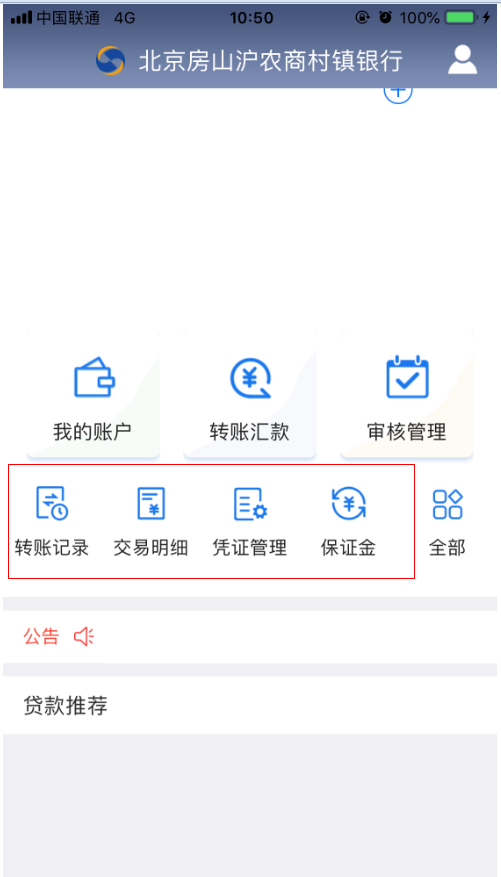 中国联通 4G 10:50 100%
北京房山沪农商村镇银行
我的账户 转账汇款 审核管理
转账记录 交易明细 凭证管理 保证金 全部
公告
贷款推荐